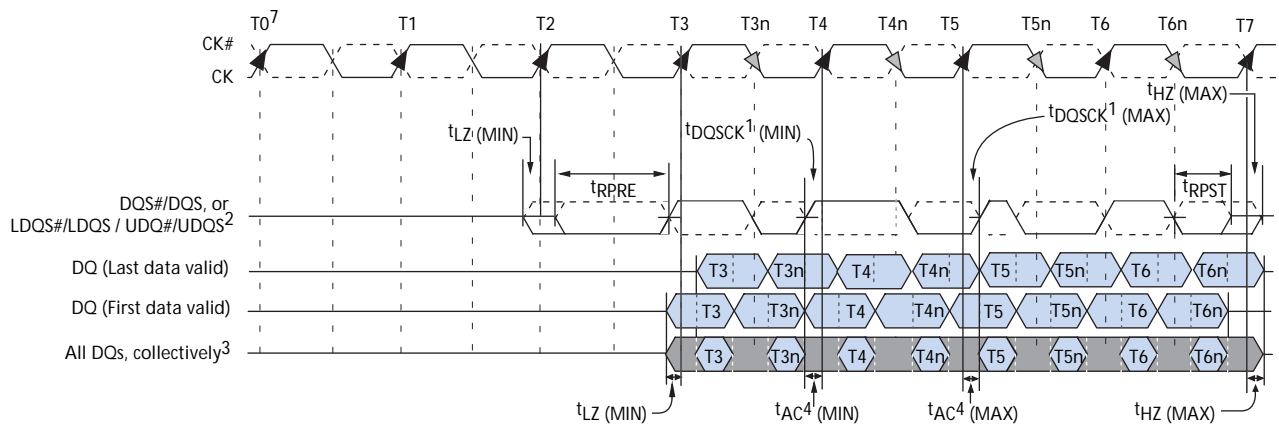 T0⁷ T1 T2 T3 T3n T4 T4n T5 T5n T6 T6n T7
CK#
CK
tHZ (MAX)
tLZ (MIN) tDQSCK¹ (MIN) tDQSCK¹ (MAX)
tRPRE tRPST
DQS#/DQS, or
LDQS#/LDQS / UDQ#/UDQS²
DQ (Last data valid) T3 T3n T4 T4n T5 T5n T6 T6n
DQ (First data valid) T3 T3n T4 T4n T5 T5n T6 T6n
All DQs, collectively³ T3 T3n T4 T4n T5 T5n T6 T6n
tLZ (MIN) tAC⁴ (MIN) tAC⁴ (MAX) tHZ (MAX)